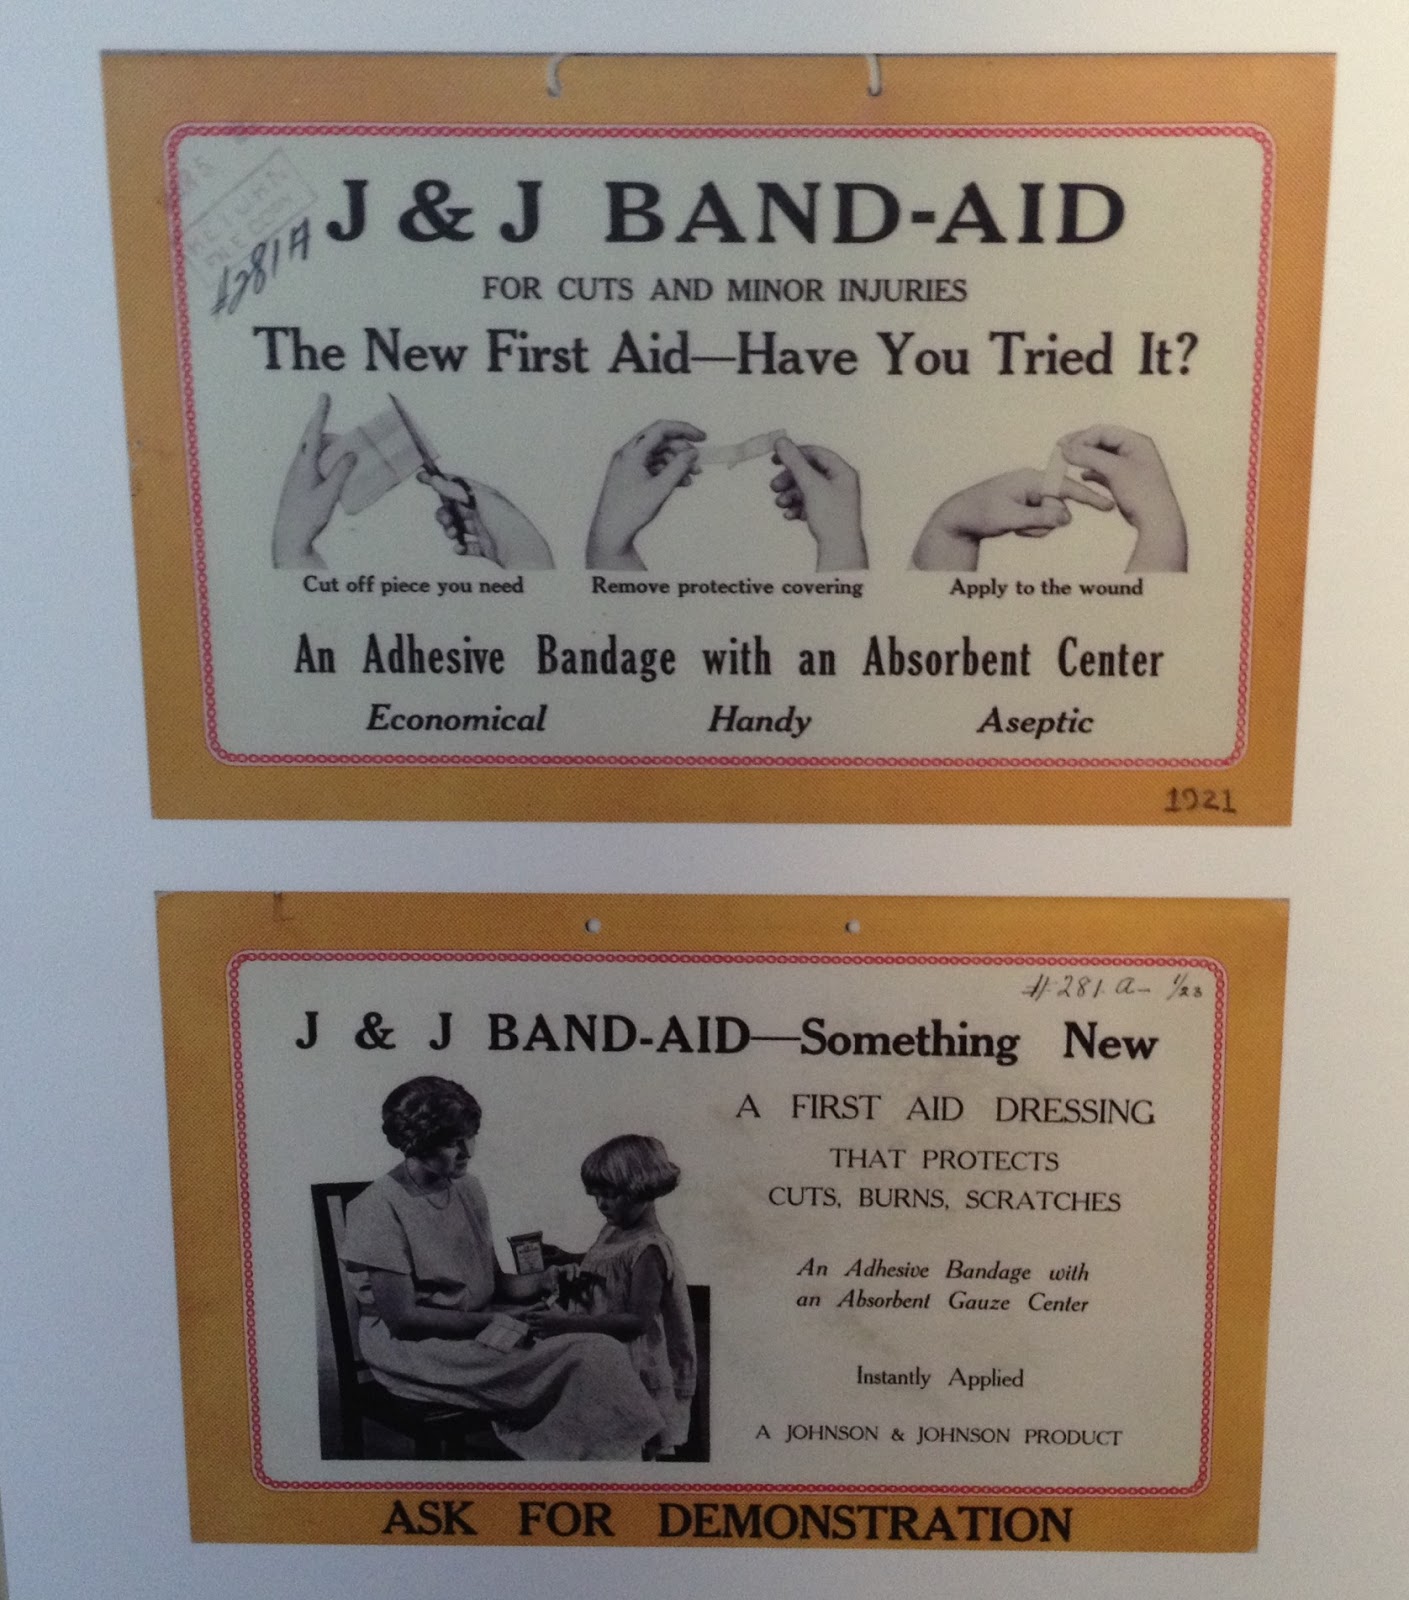 J & J BAND-AID
281A
FOR CUTS AND MINOR INJURIES
The New First Aid—Have You Tried It?
Cut off piece you need
Remove protective covering
Apply to the wound
An Adhesive Bandage with an Absorbent Center
Economical
Handy
Aseptic
1921
#281 a- 1/23
J & J BAND-AID—Something New
A FIRST AID DRESSING
THAT PROTECTS
CUTS, BURNS, SCRATCHES
An Adhesive Bandage with
an Absorbent Gauze Center
Instantly Applied
A JOHNSON & JOHNSON PRODUCT
ASK FOR DEMONSTRATION